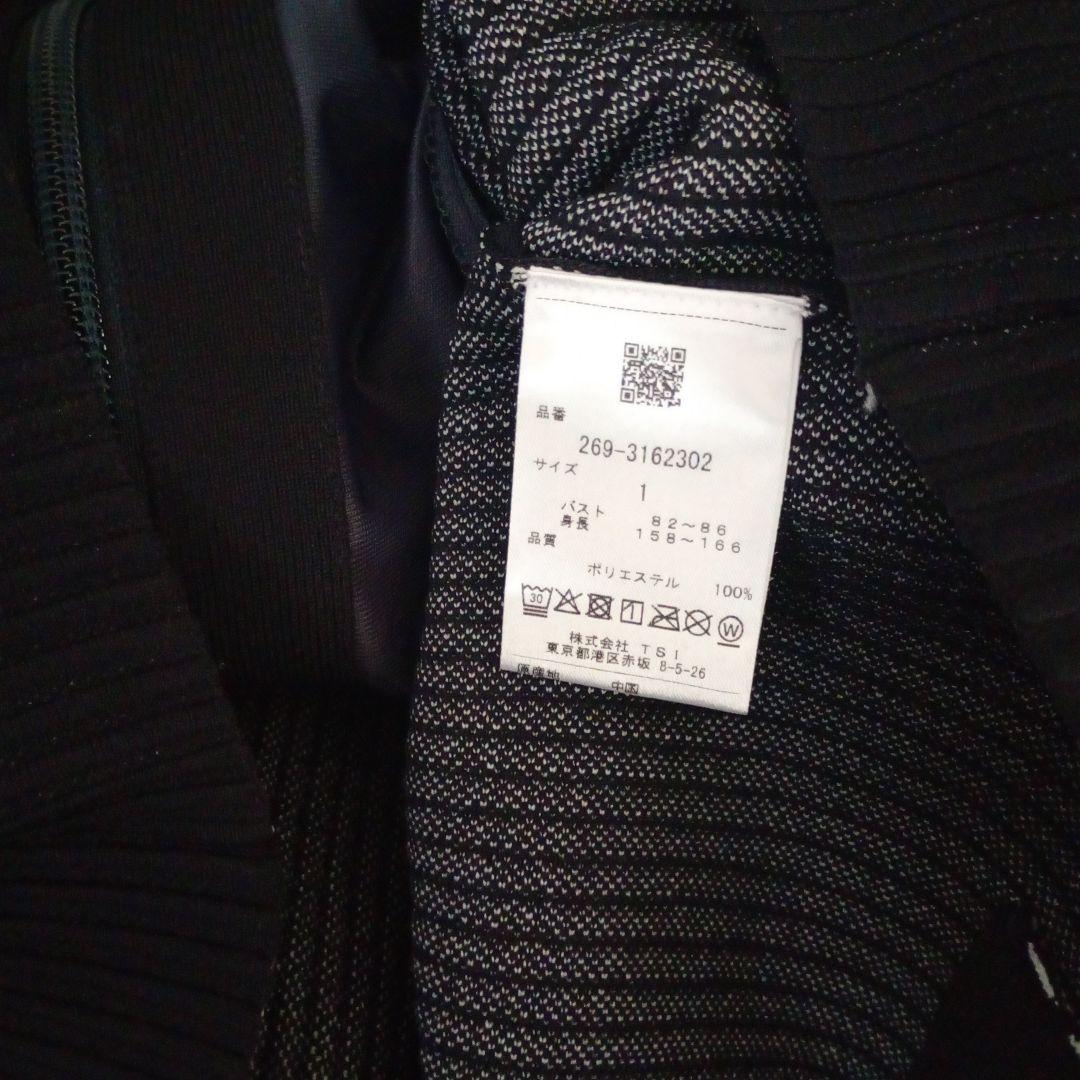 品番
269-3162302
サイズ
1
バスト 82～86
身長 158～166
品質
ポリエステル 100%
30 1 W
株式会社 TSI
東京都港区赤坂 8-5-26
原産地 中国